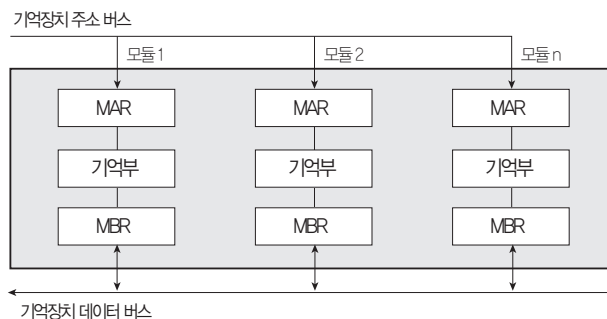 기억장치 주소 버스
모듈 1 모듈 2 모듈 n
MAR MAR MAR
기억부 기억부 기억부
MBR MBR MBR
기억장치 데이터 버스